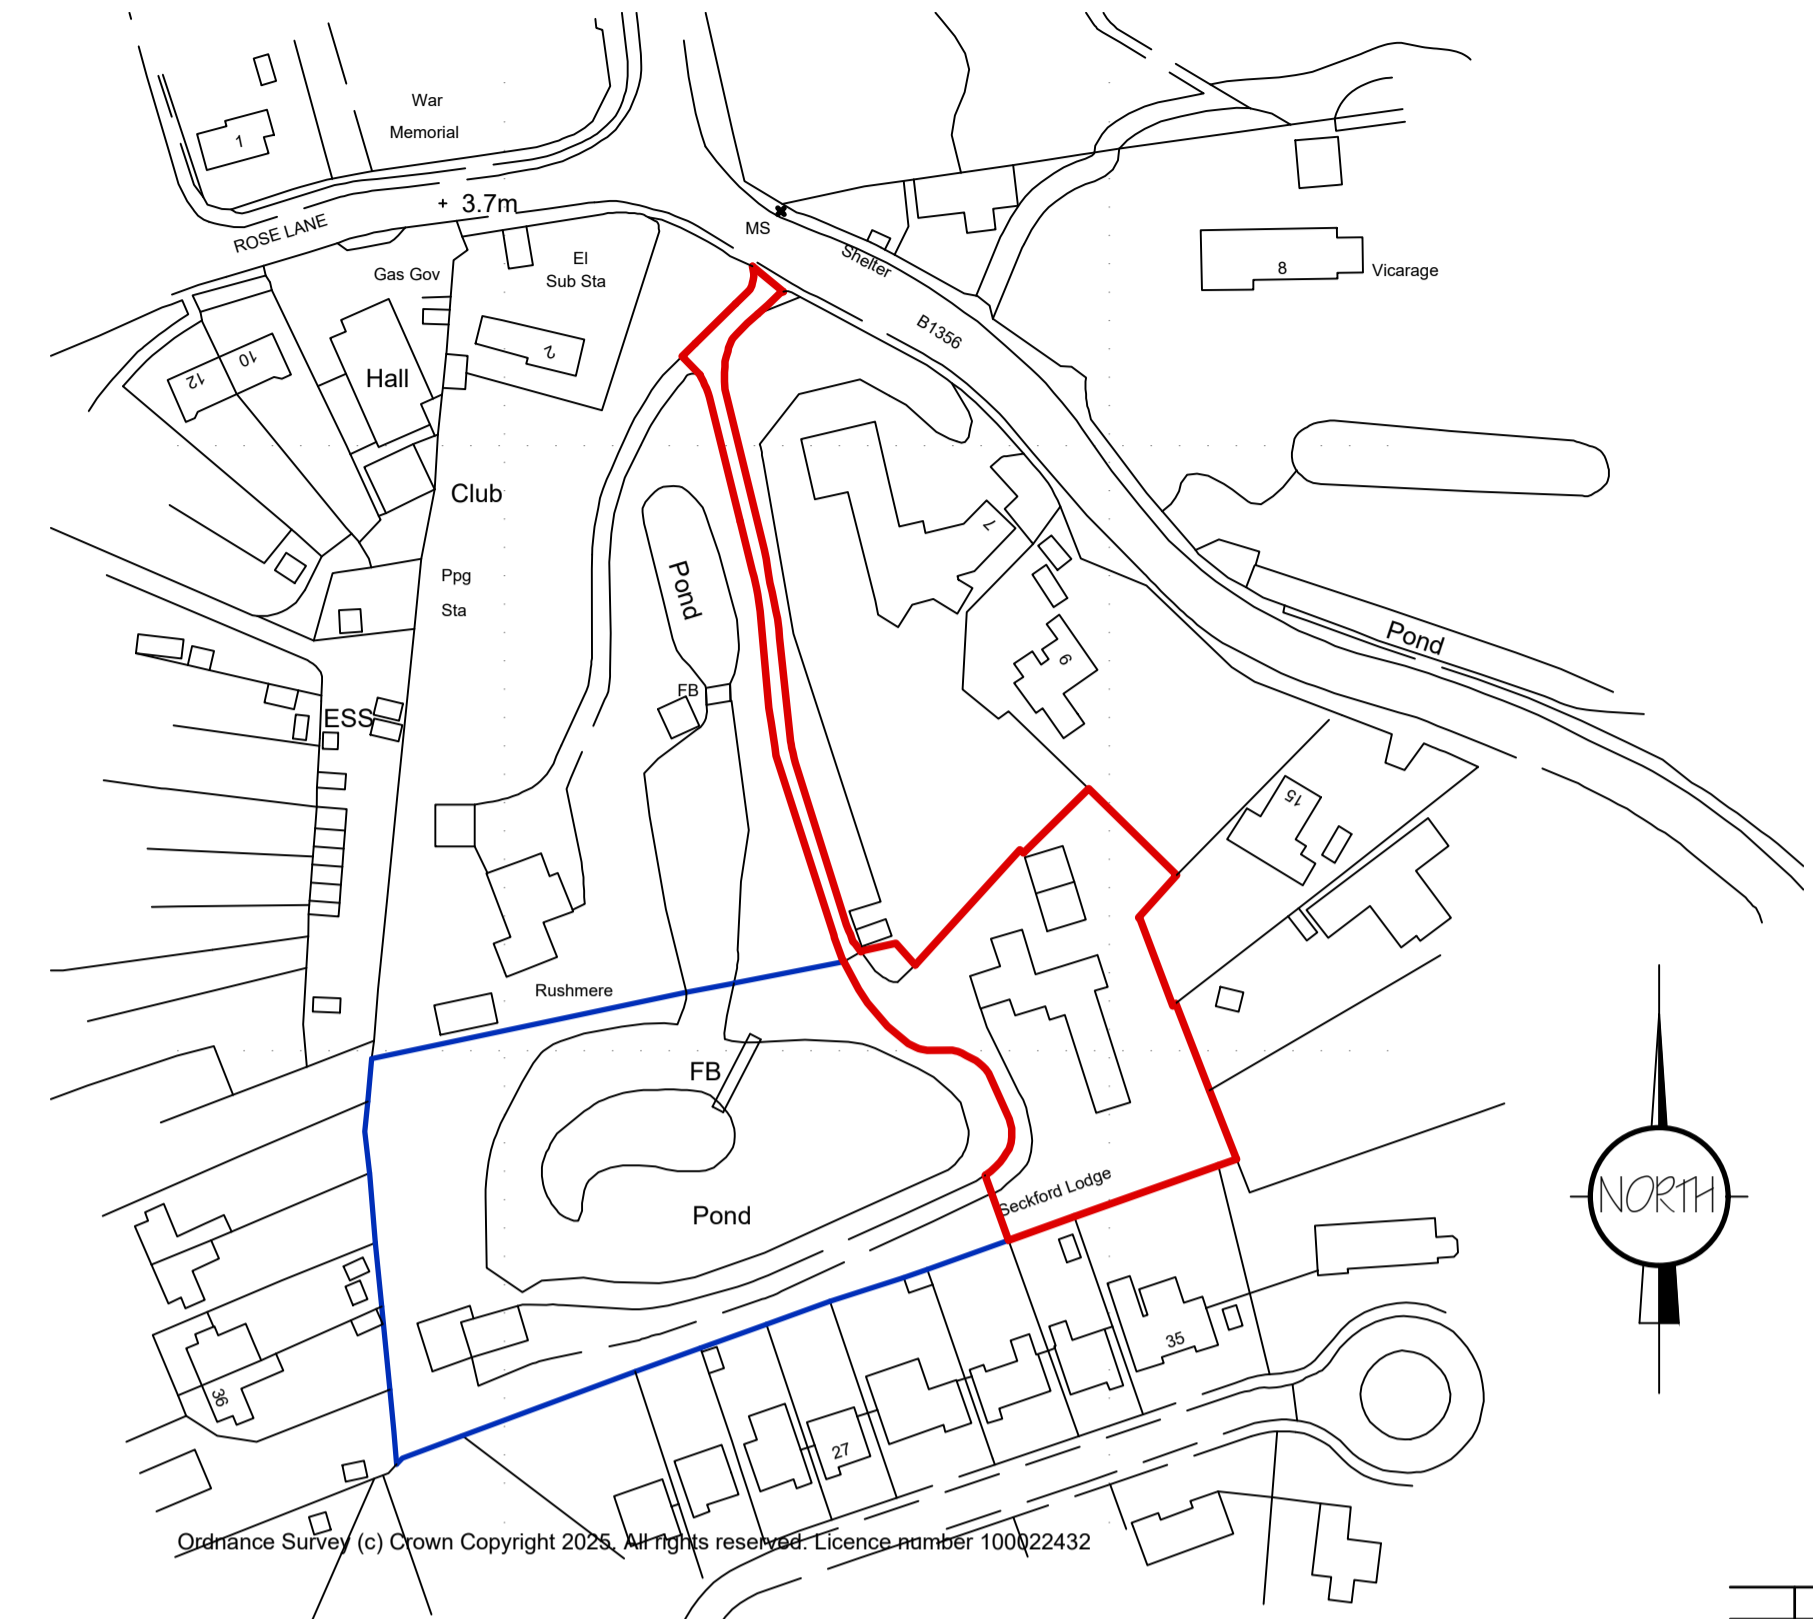 War
Memorial
1
+ 3.7m
ROSE LANE
MS
Shelter
El
Sub Sta
Gas Gov
8
Vicarage
B1356
2
10
12
Hall
Club
7
Pond
Ppg
Sta
Pond
6
FB
ESS
15
Rushmere
FB
Seckford Lodge
Pond
NORTH
35
36
27
Ordnance Survey (c) Crown Copyright 2025. All rights reserved. Licence number 100022432